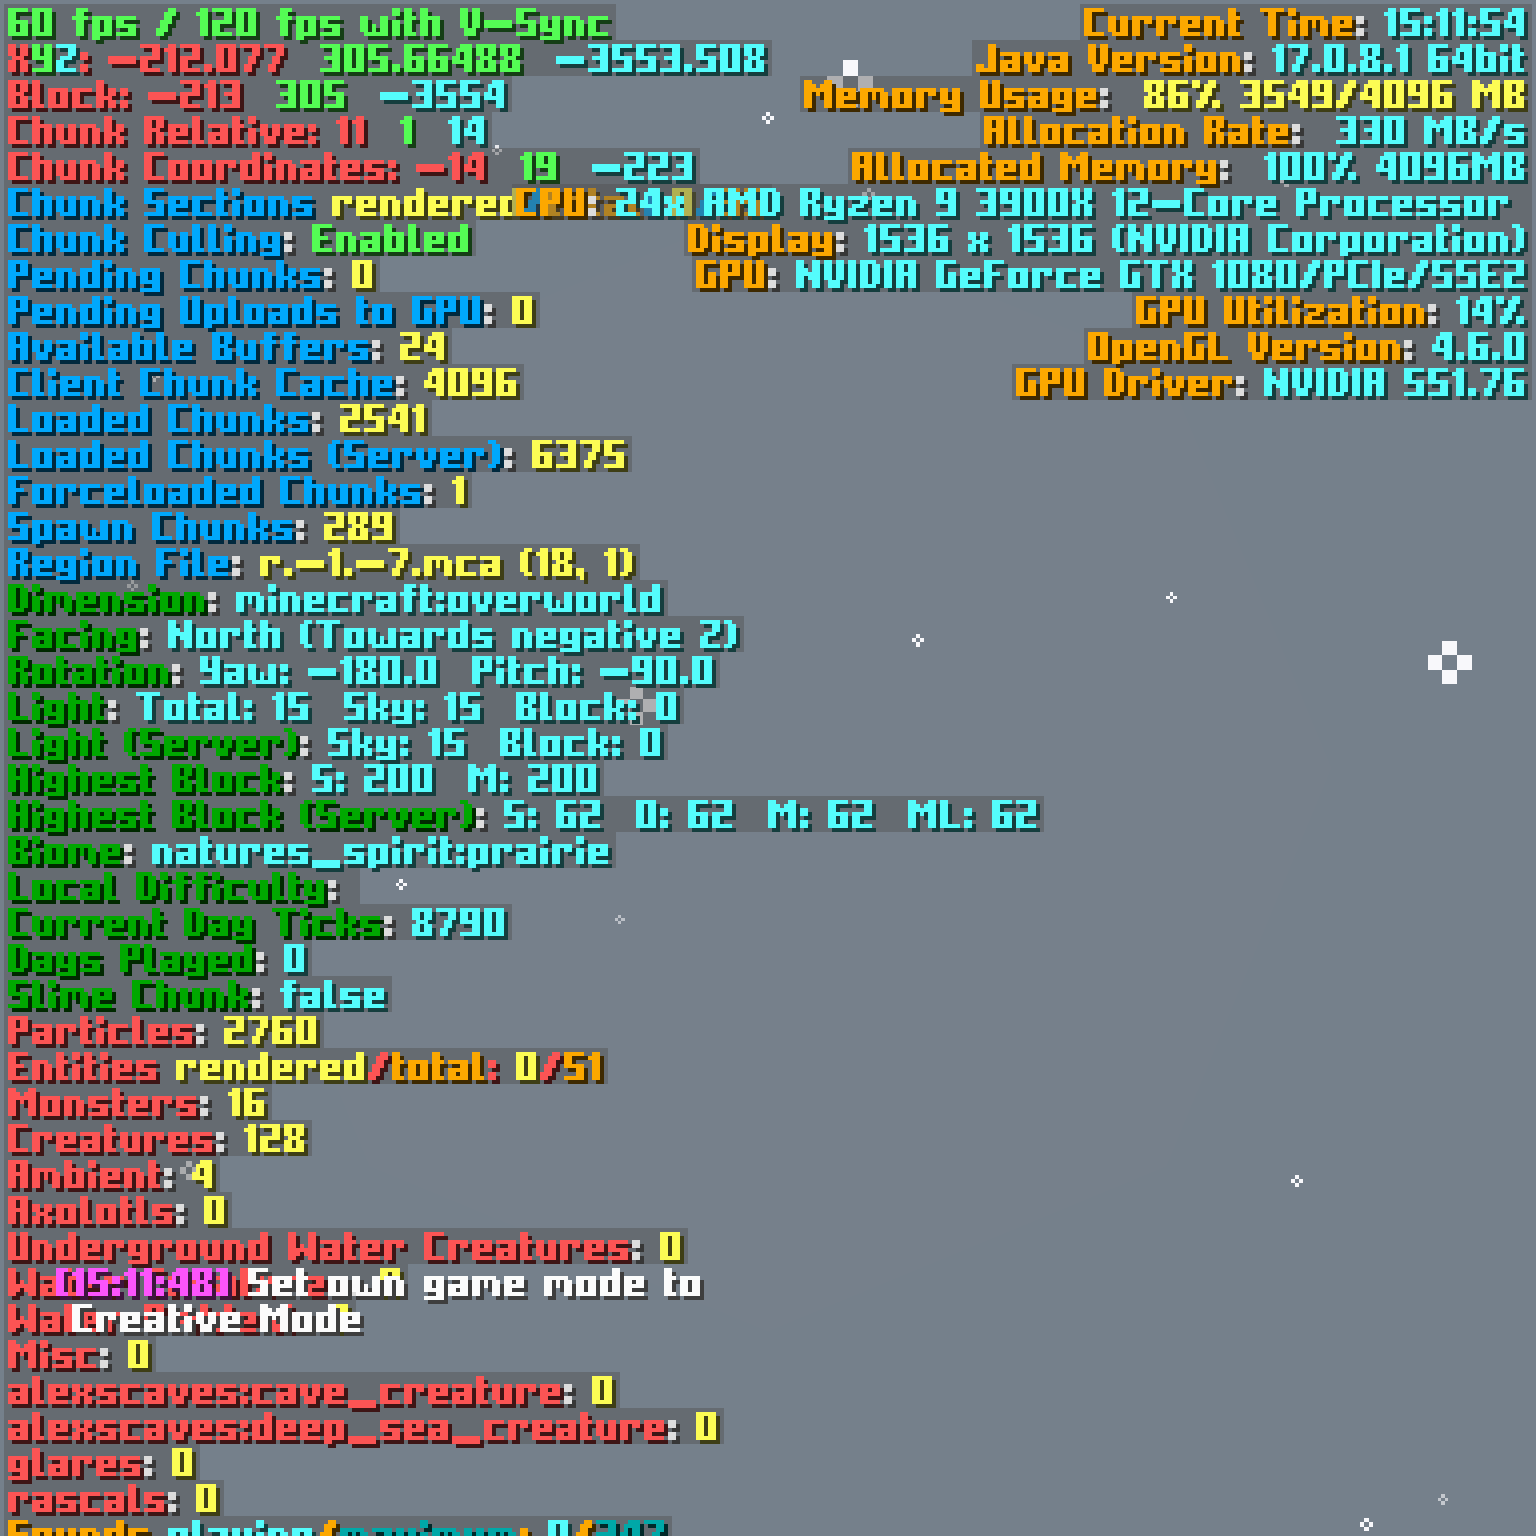 60 fps / 120 fps with V-Sync
XYZ: -212.077 305.66488 -3553.508
Block: -213 305 -3554
Chunk Relative: 11 1 14
Chunk Coordinates: -14 19 -223
Chunk Sections rendered
Chunk Culling: Enabled
Pending Chunks: 0
Pending Uploads to GPU: 0
Available Buffers: 24
Client Chunk Cache: 4096
Loaded Chunks: 2541
Loaded Chunks (Server): 6375
Forceloaded Chunks: 1
Spawn Chunks: 289
Region File: r.-1.-7.mca (18, 1)
Dimension: minecraft:overworld
Facing: North (Towards negative Z)
Rotation: Yaw: -180.0 Pitch: -90.0
Light: Total: 15 Sky: 15 Block: 0
Light (Server): Sky: 15 Block: 0
Highest Block: S: 200 M: 200
Highest Block (Server): S: 62 O: 62 M: 62 ML: 62
Biome: natures_spirit:prairie
Local Difficulty:
Current Day Ticks: 8790
Days Played: 0
Slime Chunk: false
Particles: 2760
Entities rendered/total: 0/51
Monsters: 16
Creatures: 128
Ambient: 4
Axolotls: 0
Underground Water Creatures: 0
[15:11:48] Set own game mode to
Creative Mode
Misc: 0
alexscaves:cave_creature: 0
alexscaves:deep_sea_creature: 0
glares: 0
rascals: 0
Sounds playing/maximum: 0/247
Current Time: 15:11:54
Java Version: 17.0.8.1 64bit
Memory Usage: 86% 3549/4096 MB
Allocation Rate: 330 MB/s
Allocated Memory: 100% 4096MB
CPU: 24x AMD Ryzen 9 3900X 12-Core Processor
Display: 1536 x 1536 (NVIDIA Corporation)
GPU: NVIDIA GeForce GTX 1080/PCIe/SSE2
GPU Utilization: 14%
OpenGL Version: 4.6.0
GPU Driver: NVIDIA 551.76